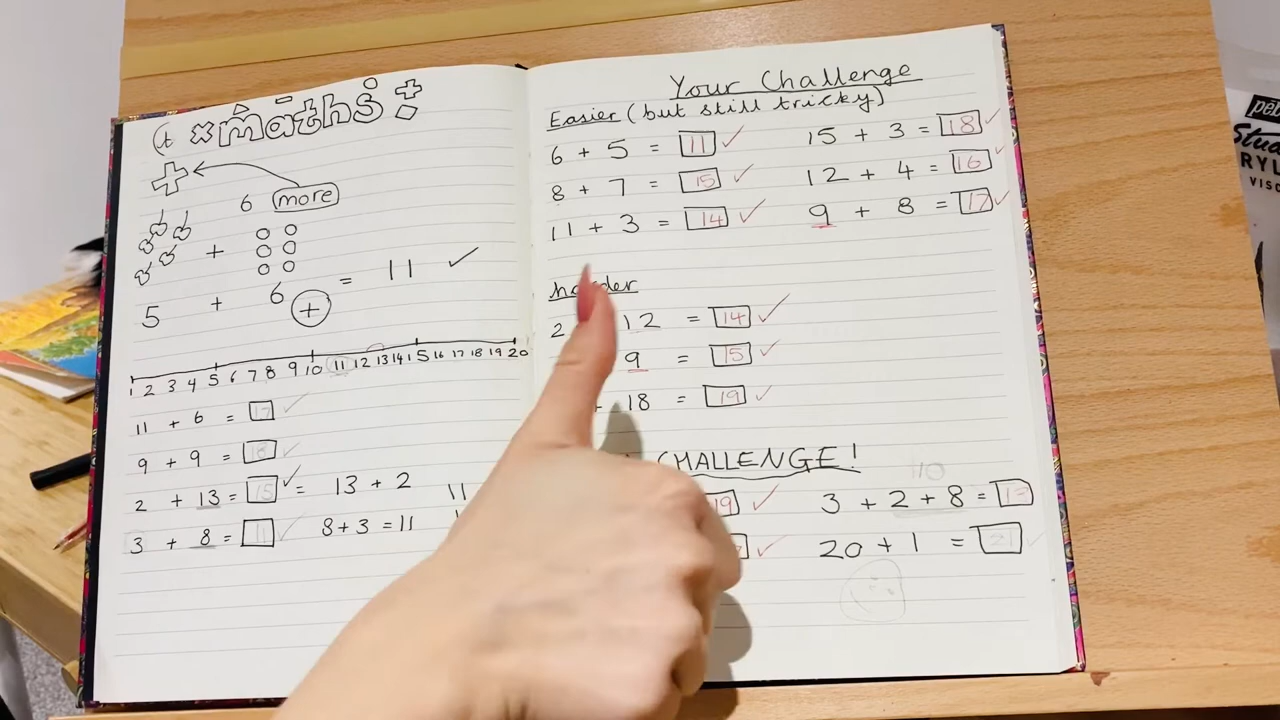 × maths ÷
+
6 more
+
= 11 ✓
5 + 6 +
1 2 3 4 5 6 7 8 9 10 11 12 13 14 15 16 17 18 19 20
11 + 6 = 17 ✓
9 + 9 = 18 ✓
2 + 13 = 15 ✓ = 13 + 2 11
3 + 8 = 11 ✓ 8 + 3 = 11
Your Challenge
Easier (but still tricky)
6 + 5 = 11 ✓ 15 + 3 = 18 ✓
8 + 7 = 15 ✓ 12 + 4 = 16 ✓
11 + 3 = 14 ✓ 9 + 8 = 17 ✓
harder
2 12 = 14 ✓
9 = 15 ✓
+ 18 = 19 ✓
CHALLENGE!
10
19 ✓ 3 + 2 + 8 = 13
✓ 20 + 1 = 21 ✓